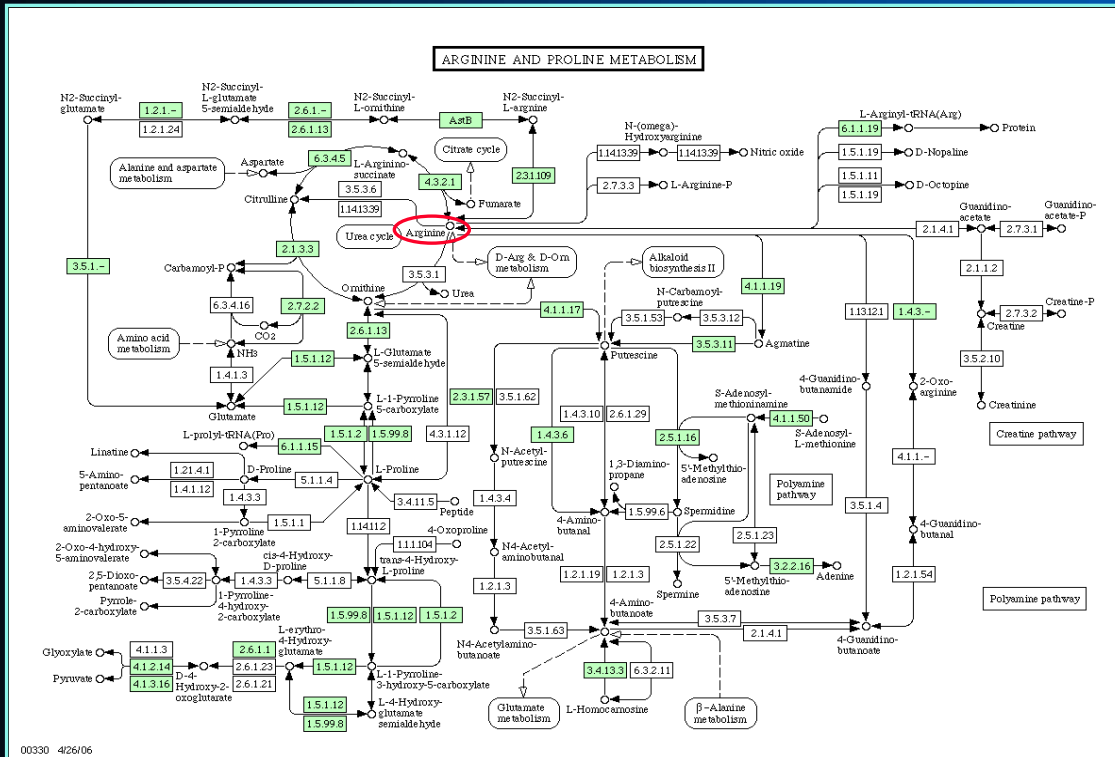 ARGININE AND PROLINE METABOLISM
N2-Succinyl-
glutamate
1.2.1.-
1.2.1.24
N2-Succinyl-
L-glutamate
5-semialdehyde
2.6.1.-
2.6.1.13
N2-Succinyl-
L-ornithine
AstB
N2-Succinyl-
L-arginine
2.3.1.109
N-(omega)-
Hydroxyarginine
1.14.13.39
1.14.13.39
Nitric oxide
2.7.3.3
L-Arginine-P
L-Arginyl-tRNA(Arg)
6.1.1.19
Protein
1.5.1.19
D-Nopaline
1.5.1.11
1.5.1.19
D-Octopine
Alanine and aspartate
metabolism
Aspartate
6.3.4.5
L-Arginino-
succinate
Citrate cycle
4.3.2.1
Fumarate
3.5.3.6
1.14.13.39
Citrulline
Urea cycle
Arginine
Guanidino-
acetate
Guanidino-
acetate-P
2.1.4.1
2.7.3.1
2.1.1.2
Creatine-P
2.7.3.2
Creatine
3.5.2.10
Creatinine
Creatine pathway
3.5.1.-
2.1.3.3
Carbamoyl-P
6.3.4.16
2.7.2.2
CO2
Amino acid
metabolism
NH3
1.4.1.3
Glutamate
3.5.3.1
Urea
Ornithine
D-Arg & D-Orn
metabolism
Alkaloid
biosynthesis II
4.1.1.17
N-Carbamoyl-
putrescine
3.5.1.53
3.5.3.12
4.1.1.19
3.5.3.11
Agmatine
Putrescine
1.13.12.1
1.4.3.-
2.6.1.13
1.5.1.12
L-Glutamate
5-semialdehyde
1.5.1.12
L-1-Pyrroline
5-carboxylate
1.5.1.2
1.5.99.8
4.3.1.12
2.3.1.57
3.5.1.62
1.4.3.6
1.4.3.10
2.6.1.29
S-Adenosyl-
methioninamine
4.1.1.50
S-Adenosyl-
L-methionine
2.5.1.16
5'-Methylthio-
adenosine
4-Guanidino-
butanamide
2-Oxo-
arginine
L-prolyl-tRNA(Pro)
6.1.1.15
Linatine
5-Amino-
pentanoate
1.21.4.1
1.4.1.12
D-Proline
5.1.1.4
L-Proline
1.4.3.3
2-Oxo-5-
aminovalerate
1-Pyrroline
2-carboxylate
1.5.1.1
3.4.11.5
Peptide
N-Acetyl-
putrescine
1.4.3.4
1,3-Diamino-
propane
4-Amino-
butanal
1.5.99.6
Spermidine
Polyamine
pathway
4.1.1.-
3.5.1.4
1.14.11.2
1.1.1.104
4-Oxoproline
trans-4-Hydroxy-
L-proline
N4-Acetyl-
aminobutanal
2.5.1.22
2.5.1.23
3.2.2.16
Adenine
5'-Methylthio-
adenosine
Spermine
4-Guanidino-
butanal
1.2.1.54
2-Oxo-4-hydroxy-
5-aminovalerate
2,5-Dioxo-
pentanoate
Pyrrole-
2-carboxylate
3.5.4.22
1.4.3.3
cis-4-Hydroxy-
D-proline
5.1.1.8
1-Pyrroline-
4-hydroxy-
2-carboxylate
1.5.99.8
1.5.1.12
1.5.1.2
1.2.1.3
1.2.1.19
1.2.1.3
Polyamine pathway
4-Amino-
butanoate
3.5.3.7
2.1.4.1
4-Guanidino-
butanoate
N4-Acetylamino-
butanoate
3.5.1.63
Glyoxylate
Pyruvate
4.1.1.3
4.1.2.14
4.1.3.16
D-4-
Hydroxy-2-
oxoglutarate
2.6.1.1
2.6.1.23
2.6.1.21
L-erythro-
4-Hydroxy-
glutamate
1.5.1.12
L-1-Pyrroline-
3-hydroxy-5-carboxylate
1.5.1.12
1.5.99.8
L-4-Hydroxy-
glutamate
semialdehyde
3.4.13.3
6.3.2.11
Glutamate
metabolism
L-Homocarnosine
β-Alanine
metabolism
00330 4/26/06